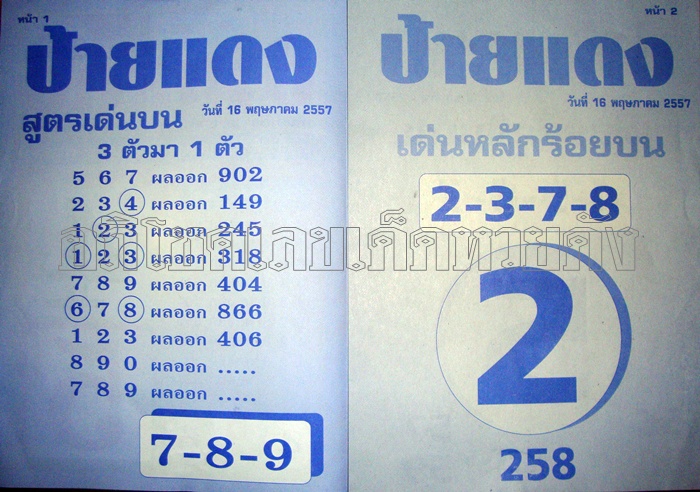 หน้า 1
ป้ายแดง
วันที่ 16 พฤษภาคม 2557
สูตรเด่นบน
3 ตัวมา 1 ตัว
5 6 7 ผลออก 902
2 3 4 ผลออก 149
1 2 3 ผลออก 245
1 2 3 ผลออก 318
7 8 9 ผลออก 404
6 7 8 ผลออก 866
1 2 3 ผลออก 406
8 9 0 ผลออก .....
7 8 9 ผลออก .....
7-8-9
หน้า 2
ป้ายแดง
วันที่ 16 พฤษภาคม 2557
เด่นหลักร้อยบน
2-3-7-8
2
258